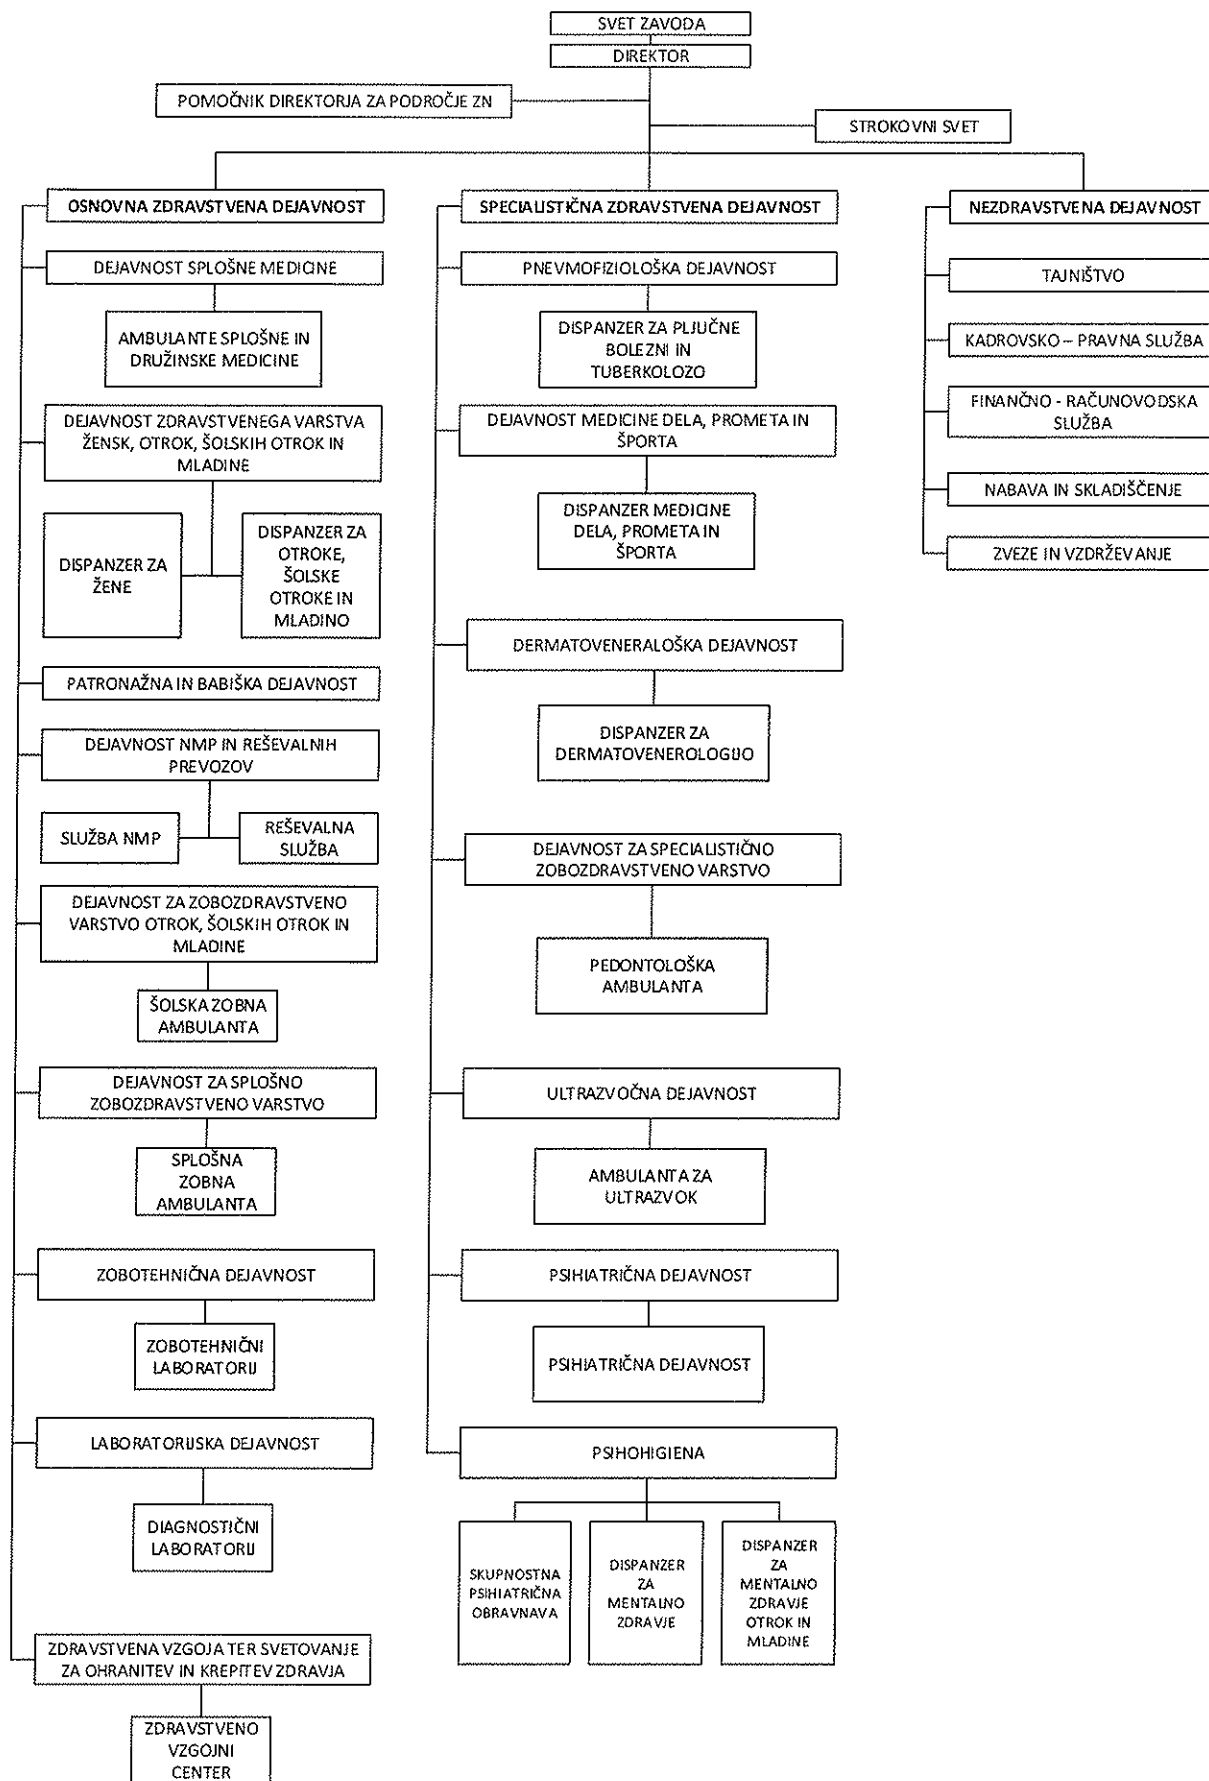 SVET ZAVODA
DIREKTOR
POMOČNIK DIREKTORJA ZA PODROČJE ZN
STROKOVNI SVET
OSNOVNA ZDRAVSTVENA DEJAVNOST
DEJAVNOST SPLOŠNE MEDICINE
AMBULANTE SPLOŠNE IN
DRUŽINSKE MEDICINE
DEJAVNOST ZDRAVSTVENEGA VARSTVA
ŽENSK, OTROK, ŠOLSKIH OTROK IN
MLADINE
DISPANZER ZA
ŽENE
DISPANZER ZA
OTROKE,
ŠOLSKE
OTROKE IN
MLADINO
PATRONAŽNA IN BABIŠKA DEJAVNOST
DEJAVNOST NMP IN REŠEVALNIH
PREVOZOV
SLUŽBA NMP
REŠEVALNA
SLUŽBA
DEJAVNOST ZA ZOBOZDRAVSTVENO
VARSTVO OTROK, ŠOLSKIH OTROK IN
MLADINE
ŠOLSKA ZOBNA
AMBULANTA
DEJAVNOST ZA SPLOŠNO
ZOBOZDRAVSTVENO VARSTVO
SPLOŠNA
ZOBNA
AMBULANTA
ZOBOTEHNIČNA DEJAVNOST
ZOBOTEHNIČNI
LABORATORIJ
LABORATORIJSKA DEJAVNOST
DIAGNOSTIČNI
LABORATORIJ
ZDRAVSTVENA VZGOJA TER SVETOVANJE
ZA OHRANITEV IN KREPITEV ZDRAVJA
ZDRAVSTVENO
VZGOJNI
CENTER
SPECIALISTIČNA ZDRAVSTVENA DEJAVNOST
PNEVMOFIZIOLOŠKA DEJAVNOST
DISPANZER ZA PLJUČNE
BOLEZNI IN
TUBERKOLOZO
DEJAVNOST MEDICINE DELA, PROMETA IN
ŠPORTA
DISPANZER MEDICINE
DELA, PROMETA IN
ŠPORTA
DERMATOVENERALOŠKA DEJAVNOST
DISPANZER ZA
DERMATOVENEROLOGIJO
DEJAVNOST ZA SPECIALISTIČNO
ZOBOZDRAVSTVENO VARSTVO
PEDONTOLOŠKA
AMBULANTA
ULTRAZVOČNA DEJAVNOST
AMBULANTA ZA
ULTRAZVOK
PSIHIATRIČNA DEJAVNOST
PSIHIATRIČNA DEJAVNOST
PSIHOHIGIENA
SKUPNOSTNA
PSIHIATRIČNA
OBRAVNAVA
DISPANZER
ZA
MENTALNO
ZDRAVJE
DISPANZER
ZA
MENTALNO
ZDRAVJE
OTROK IN
MLADINE
NEZDRAVSTVENA DEJAVNOST
TAJNIŠTVO
KADROVSKO – PRAVNA SLUŽBA
FINANČNO - RAČUNOVODSKA
SLUŽBA
NABAVA IN SKLADIŠČENJE
ZVEZE IN VZDRŽEVANJE